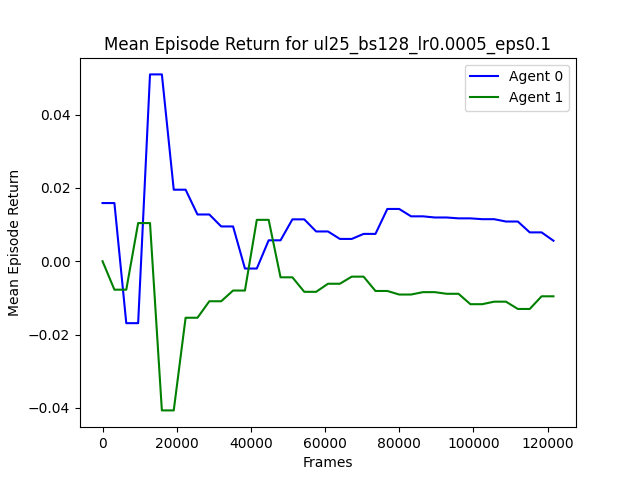 Mean Episode Return for ul25_bs128_lr0.0005_eps0.1
Agent 0
Agent 1
Mean Episode Return
0.04
0.02
0.00
−0.02
−0.04
0 20000 40000 60000 80000 100000 120000
Frames